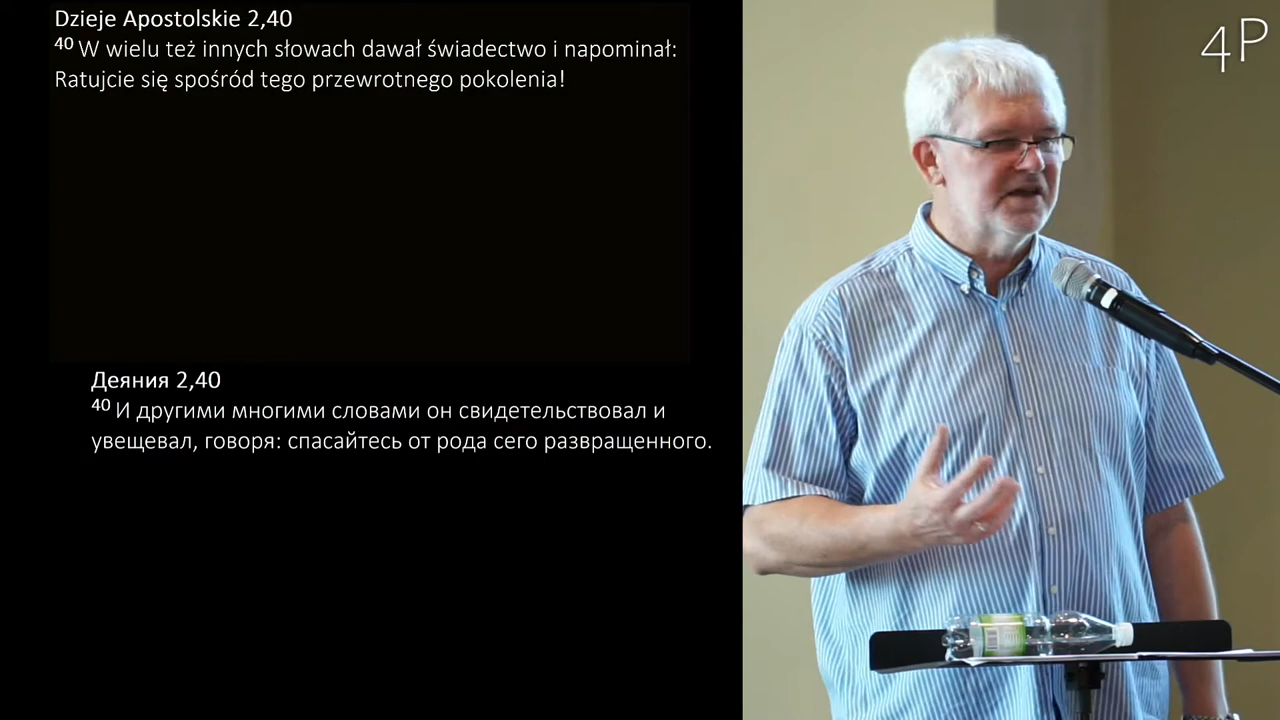 Dzieje Apostolskie 2,40
40 W wielu też innych słowach dawał świadectwo i napominał:
Ratujcie się spośród tego przewrotnego pokolenia!
4P
Деяния 2,40
40 И другими многими словами он свидетельствовал и
увещевал, говоря: спасайтесь от рода сего развращенного.